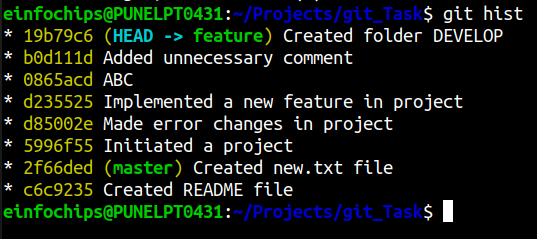 einfochips@PUNELPT0431:~/Projects/git_Task$ git hist
* 19b79c6 (HEAD -> feature) Created folder DEVELOP
* b0d111d Added unnecessary comment
* 0865acd ABC
* d235525 Implemented a new feature in project
* d85002e Made error changes in project
* 5996f55 Initiated a project
* 2f66ded (master) Created new.txt file
* c6c9235 Created README file
einfochips@PUNELPT0431:~/Projects/git_Task$